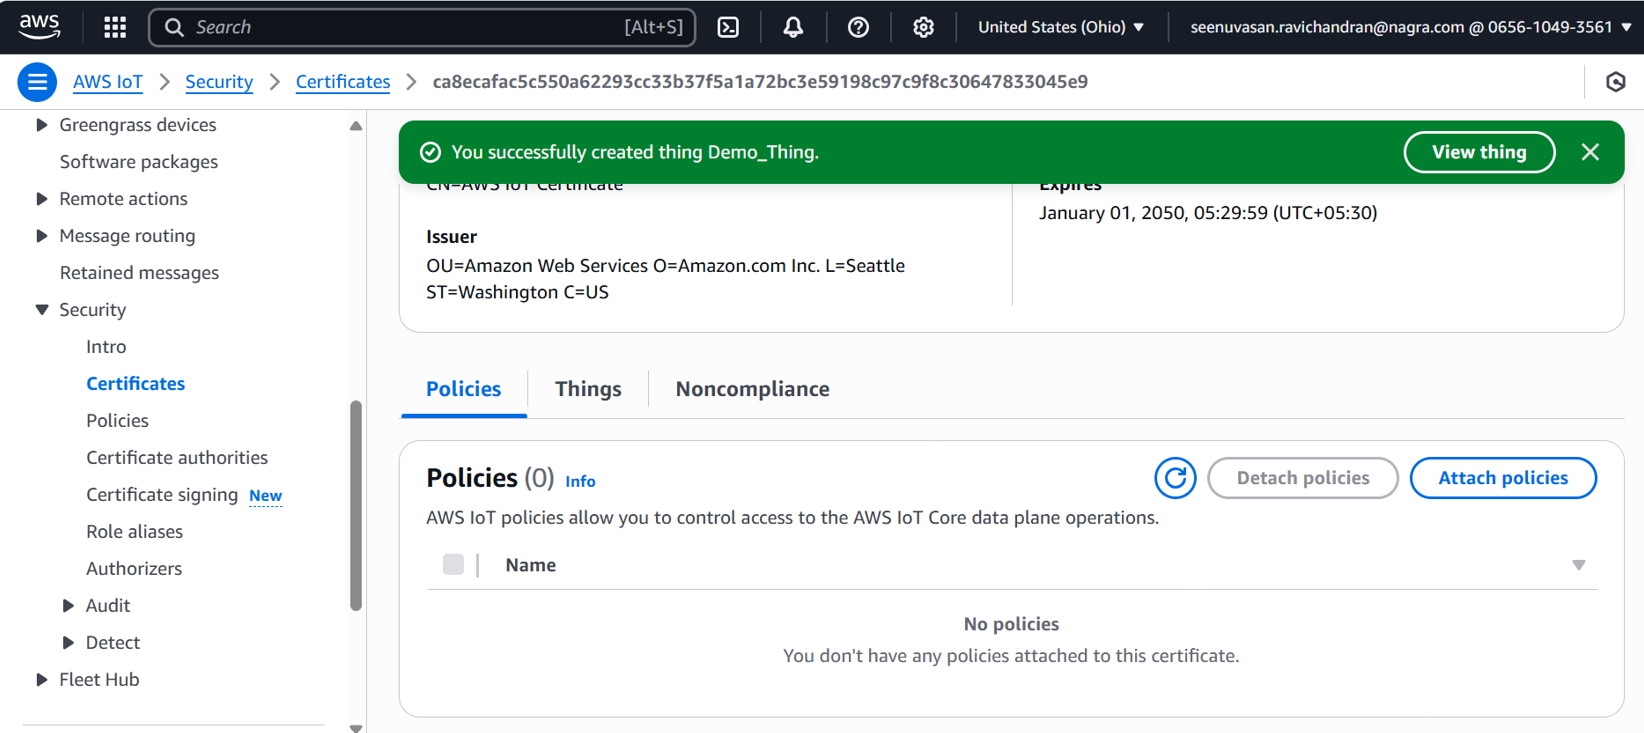 aws
Search [Alt+S]
United States (Ohio)
seenuvasan.ravichandran@nagra.com @ 0656-1049-3561
AWS IoT > Security > Certificates > ca8ecafac5c550a62293cc33b37f5a1a72bc3e59198c97c9f8c30647833045e9
Greengrass devices
Software packages
Remote actions
Message routing
Retained messages
Security
Intro
Certificates
Policies
Certificate authorities
Certificate signing New
Role aliases
Authorizers
Audit
Detect
Fleet Hub
You successfully created thing Demo_Thing.
View thing
CN=AWS IoT Certificate
Issuer
OU=Amazon Web Services O=Amazon.com Inc. L=Seattle
ST=Washington C=US
Expires
January 01, 2050, 05:29:59 (UTC+05:30)
Policies
Things
Noncompliance
Policies (0) Info
Detach policies
Attach policies
AWS IoT policies allow you to control access to the AWS IoT Core data plane operations.
Name
No policies
You don't have any policies attached to this certificate.